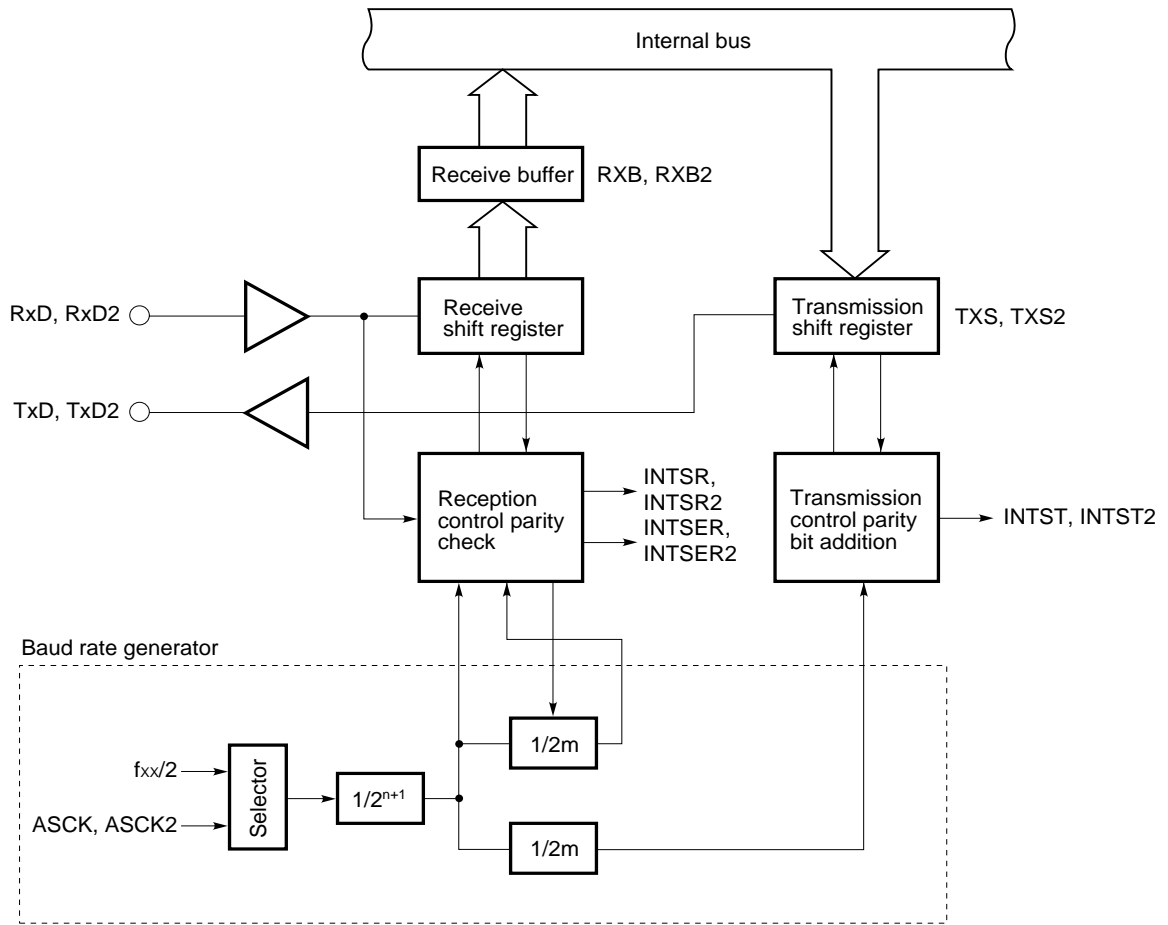 Internal bus
Receive buffer
RXB, RXB2
RxD, RxD2
Receive
shift register
Transmission
shift register
TXS, TXS2
TxD, TxD2
Reception
control parity
check
INTSR,
INTSR2
INTSER,
INTSER2
Transmission
control parity
bit addition
INTST, INTST2
Baud rate generator
fxx/2
ASCK, ASCK2
Selector
1/2ⁿ⁺¹
1/2m
1/2m